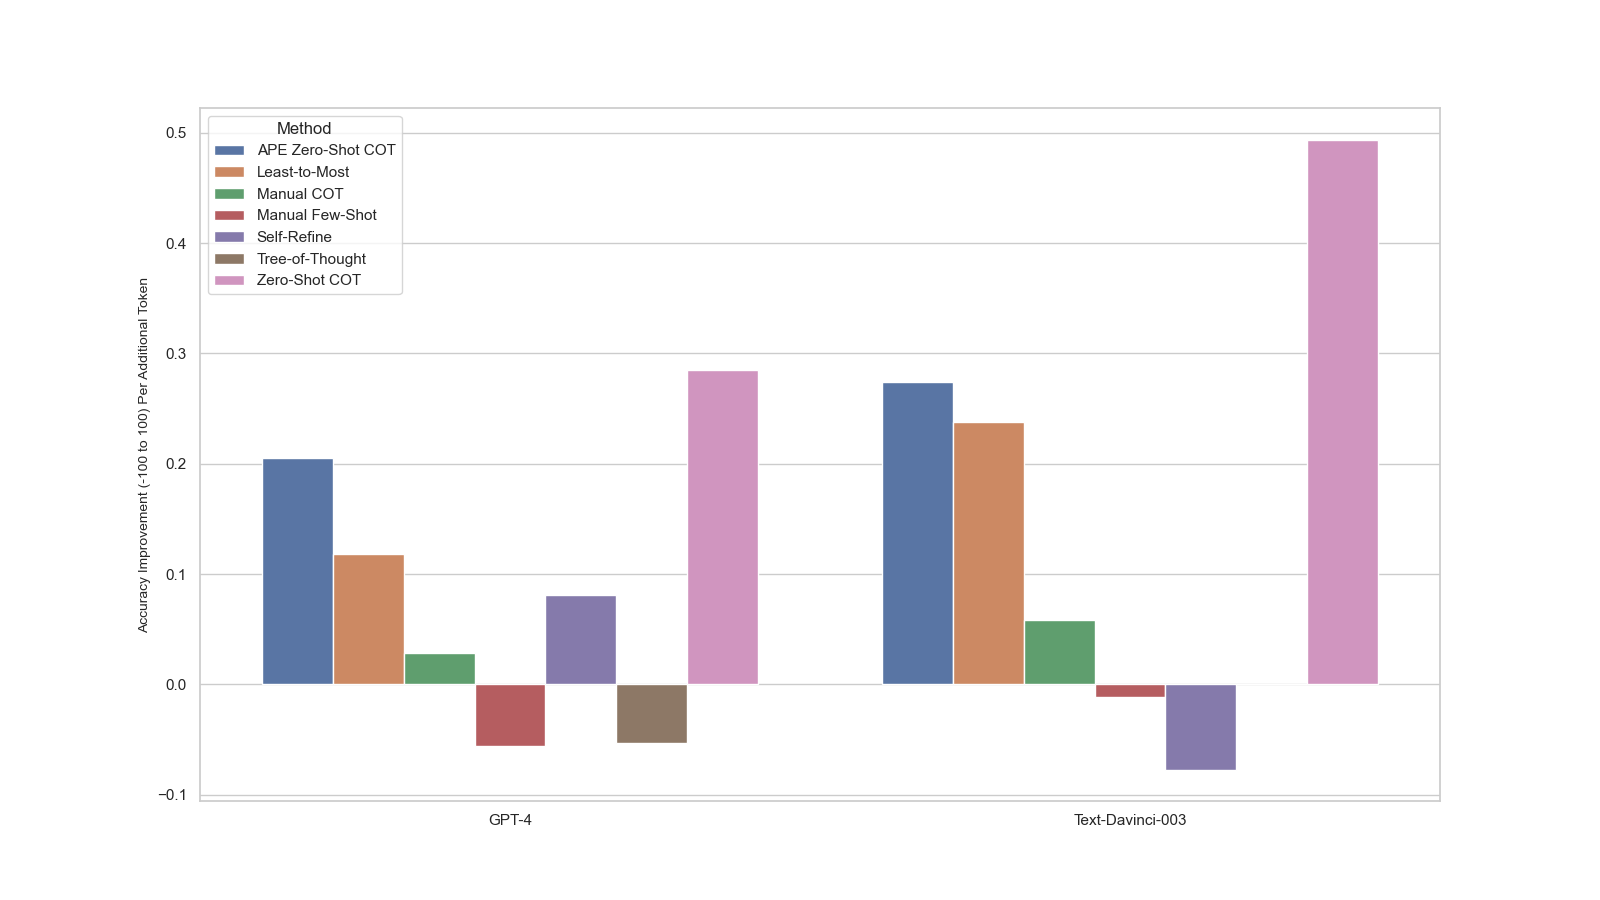 Method
APE Zero-Shot COT
Least-to-Most
Manual COT
Manual Few-Shot
Self-Refine
Tree-of-Thought
Zero-Shot COT
Accuracy Improvement (-100 to 100) Per Additional Token
0.5
0.4
0.3
0.2
0.1
0.0
−0.1
GPT-4
Text-Davinci-003